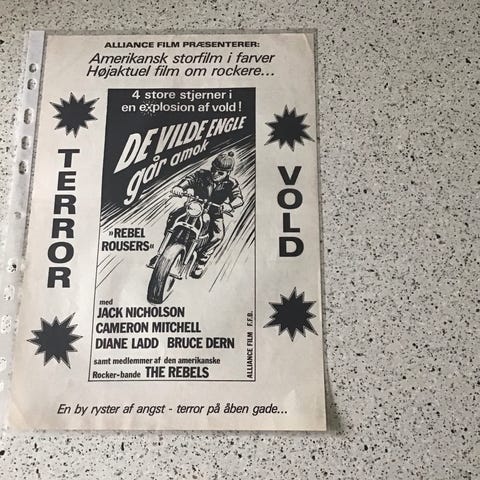 ALLIANCE FILM PRÆSENTERER:
Amerikansk storfilm i farver
Højaktuel film om rockere...
4 store stjerner i
en explosion af vold!
DE VILDE ENGLE
går amok
TERROR
VOLD
»REBEL
ROUSERS«
med
JACK NICHOLSON
CAMERON MITCHELL
DIANE LADD BRUCE DERN
samt medlemmer af den amerikanske
Rocker-bande THE REBELS
ALLIANCE FILM F.F.B.
En by ryster af angst - terror på åben gade...